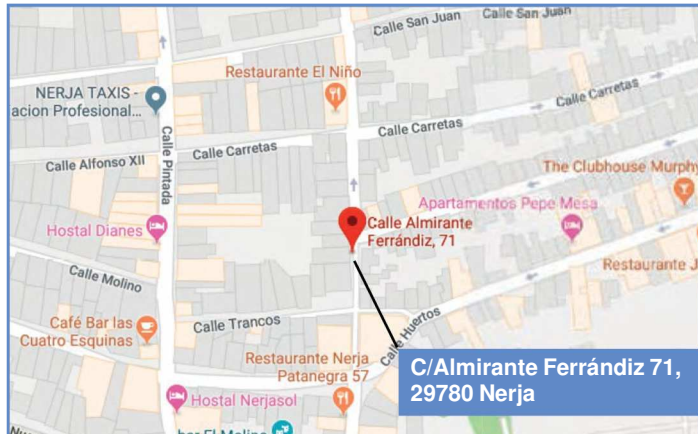 Calle San Juan
Calle San Juan
Restaurante El Niño
NERJA TAXIS -
acion Profesional...
Calle Carretas
Calle Pintada
Calle Carretas
Calle Carretas
Calle Alfonso XII
The Clubhouse Murphy
Apartamentos Pepe Mesa
Calle Almirante
Ferrándiz, 71
Hostal Dianes
Restaurante J
Calle Molino
Café Bar las
Cuatro Esquinas
Calle Trancos
Calle Huertos
Restaurante Nerja
Patanegra 57
C/Almirante Ferrándiz 71,
29780 Nerja
Hostal Nerjasol
bar El Molino